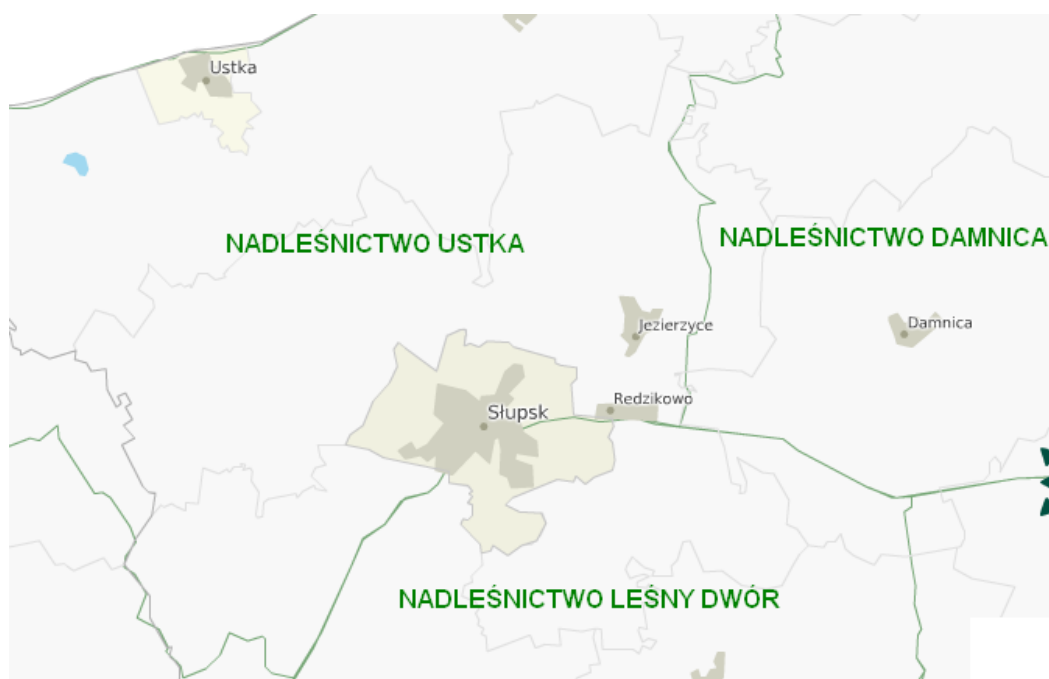 Ustka
NADLEŚNICTWO USTKA
NADLEŚNICTWO DAMNICA
Jezierzyce
Damnica
Redzikowo
Słupsk
NADLEŚNICTWO LEŚNY DWÓR